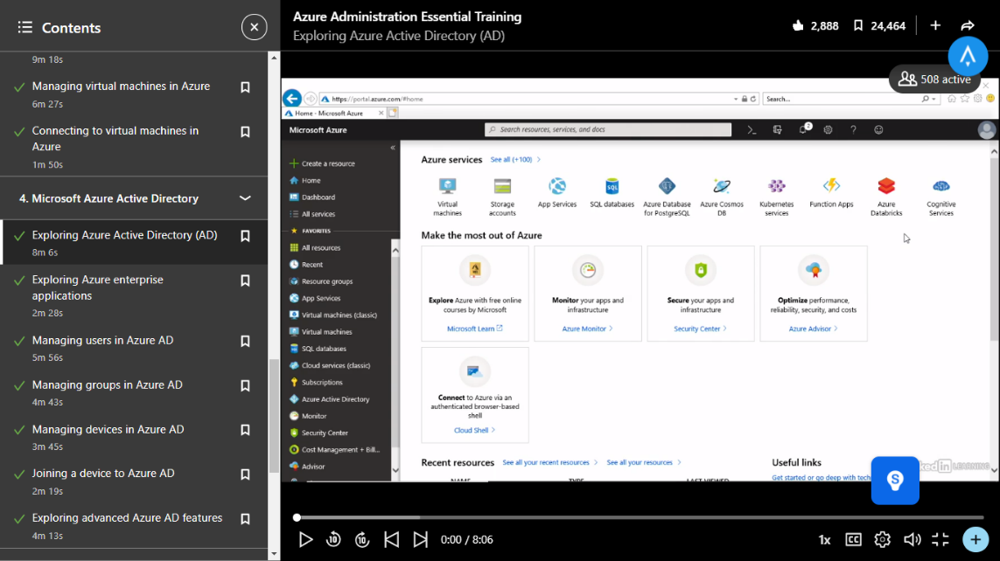 Contents
9m 18s
Managing virtual machines in Azure
6m 27s
Connecting to virtual machines in
Azure
1m 50s
4. Microsoft Azure Active Directory
Exploring Azure Active Directory (AD)
8m 6s
Exploring Azure enterprise
applications
2m 28s
Managing users in Azure AD
5m 56s
Managing groups in Azure AD
4m 43s
Managing devices in Azure AD
3m 45s
Joining a device to Azure AD
2m 19s
Exploring advanced Azure AD features
4m 13s
Azure Administration Essential Training
Exploring Azure Active Directory (AD)
2,888
24,464
508 active
https://portal.azure.com/#home
Search...
Home - Microsoft Azure
Microsoft Azure
Search resources, services, and docs
2
Create a resource
Home
Dashboard
All services
FAVORITES
All resources
Recent
Resource groups
App Services
Virtual machines (classic)
Virtual machines
SQL databases
Cloud services (classic)
Subscriptions
Azure Active Directory
Monitor
Security Center
Cost Management + Bill...
Advisor
Azure services See all (+100)
Virtual
machines
Storage
accounts
App Services
SQL
SQL databases
Azure Database
for PostgreSQL
Azure Cosmos
DB
Kubernetes
services
Function Apps
Azure
Databricks
Cognitive
Services
Make the most out of Azure
Explore Azure with free online
courses by Microsoft
Microsoft Learn
Monitor your apps and
infrastructure
Azure Monitor
Secure your apps and
infrastructure
Security Center
Optimize performance,
reliability, security, and costs
Azure Advisor
Connect to Azure via an
authenticated browser-based
shell
Cloud Shell
Recent resources See all your recent resources See all your resources
NAME TYPE LAST VIEWED
Useful links
Get started or go deep with tech
LEARNING
S
10
10
0:00 / 8:06
1x
CC